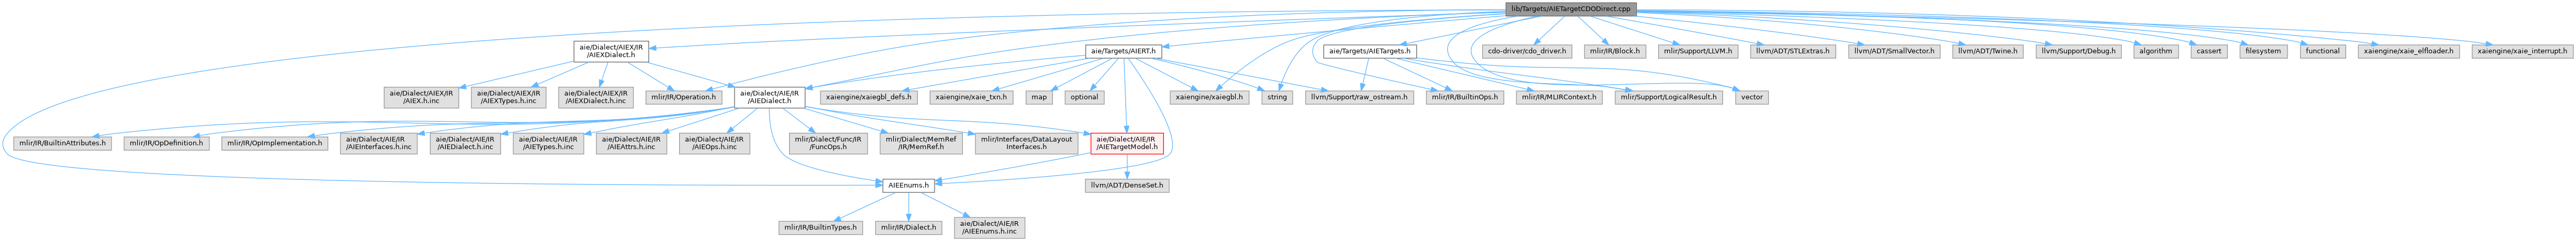 lib/Targets/AIETargetCDODirect.cpp
aie/Dialect/AIEX/IR
/AIEXDialect.h
aie/Targets/AIERT.h
aie/Targets/AIETargets.h
cdo-driver/cdo_driver.h
mlir/IR/Block.h
mlir/Support/LLVM.h
llvm/ADT/STLExtras.h
llvm/ADT/SmallVector.h
llvm/ADT/Twine.h
llvm/Support/Debug.h
algorithm
cassert
filesystem
functional
xaiengine/xaie_elfloader.h
xaiengine/xaie_interrupt.h
aie/Dialect/AIEX/IR
/AIEX.h.inc
aie/Dialect/AIEX/IR
/AIEXTypes.h.inc
aie/Dialect/AIEX/IR
/AIEXDialect.h.inc
mlir/IR/Operation.h
aie/Dialect/AIE/IR
/AIEDialect.h
xaiengine/xaiegbl_defs.h
xaiengine/xaie_txn.h
map
optional
xaiengine/xaiegbl.h
string
llvm/Support/raw_ostream.h
mlir/IR/BuiltinOps.h
mlir/IR/MLIRContext.h
mlir/Support/LogicalResult.h
vector
mlir/IR/BuiltinAttributes.h
mlir/IR/OpDefinition.h
mlir/IR/OpImplementation.h
aie/Dialect/AIE/IR
/AIEInterfaces.h.inc
aie/Dialect/AIE/IR
/AIEDialect.h.inc
aie/Dialect/AIE/IR
/AIETypes.h.inc
aie/Dialect/AIE/IR
/AIEAttrs.h.inc
aie/Dialect/AIE/IR
/AIEOps.h.inc
mlir/Dialect/Func/IR
/FuncOps.h
mlir/Dialect/MemRef
/IR/MemRef.h
mlir/Interfaces/DataLayout
Interfaces.h
aie/Dialect/AIE/IR
/AIETargetModel.h
AIEEnums.h
llvm/ADT/DenseSet.h
mlir/IR/BuiltinTypes.h
mlir/IR/Dialect.h
aie/Dialect/AIE/IR
/AIEEnums.h.inc